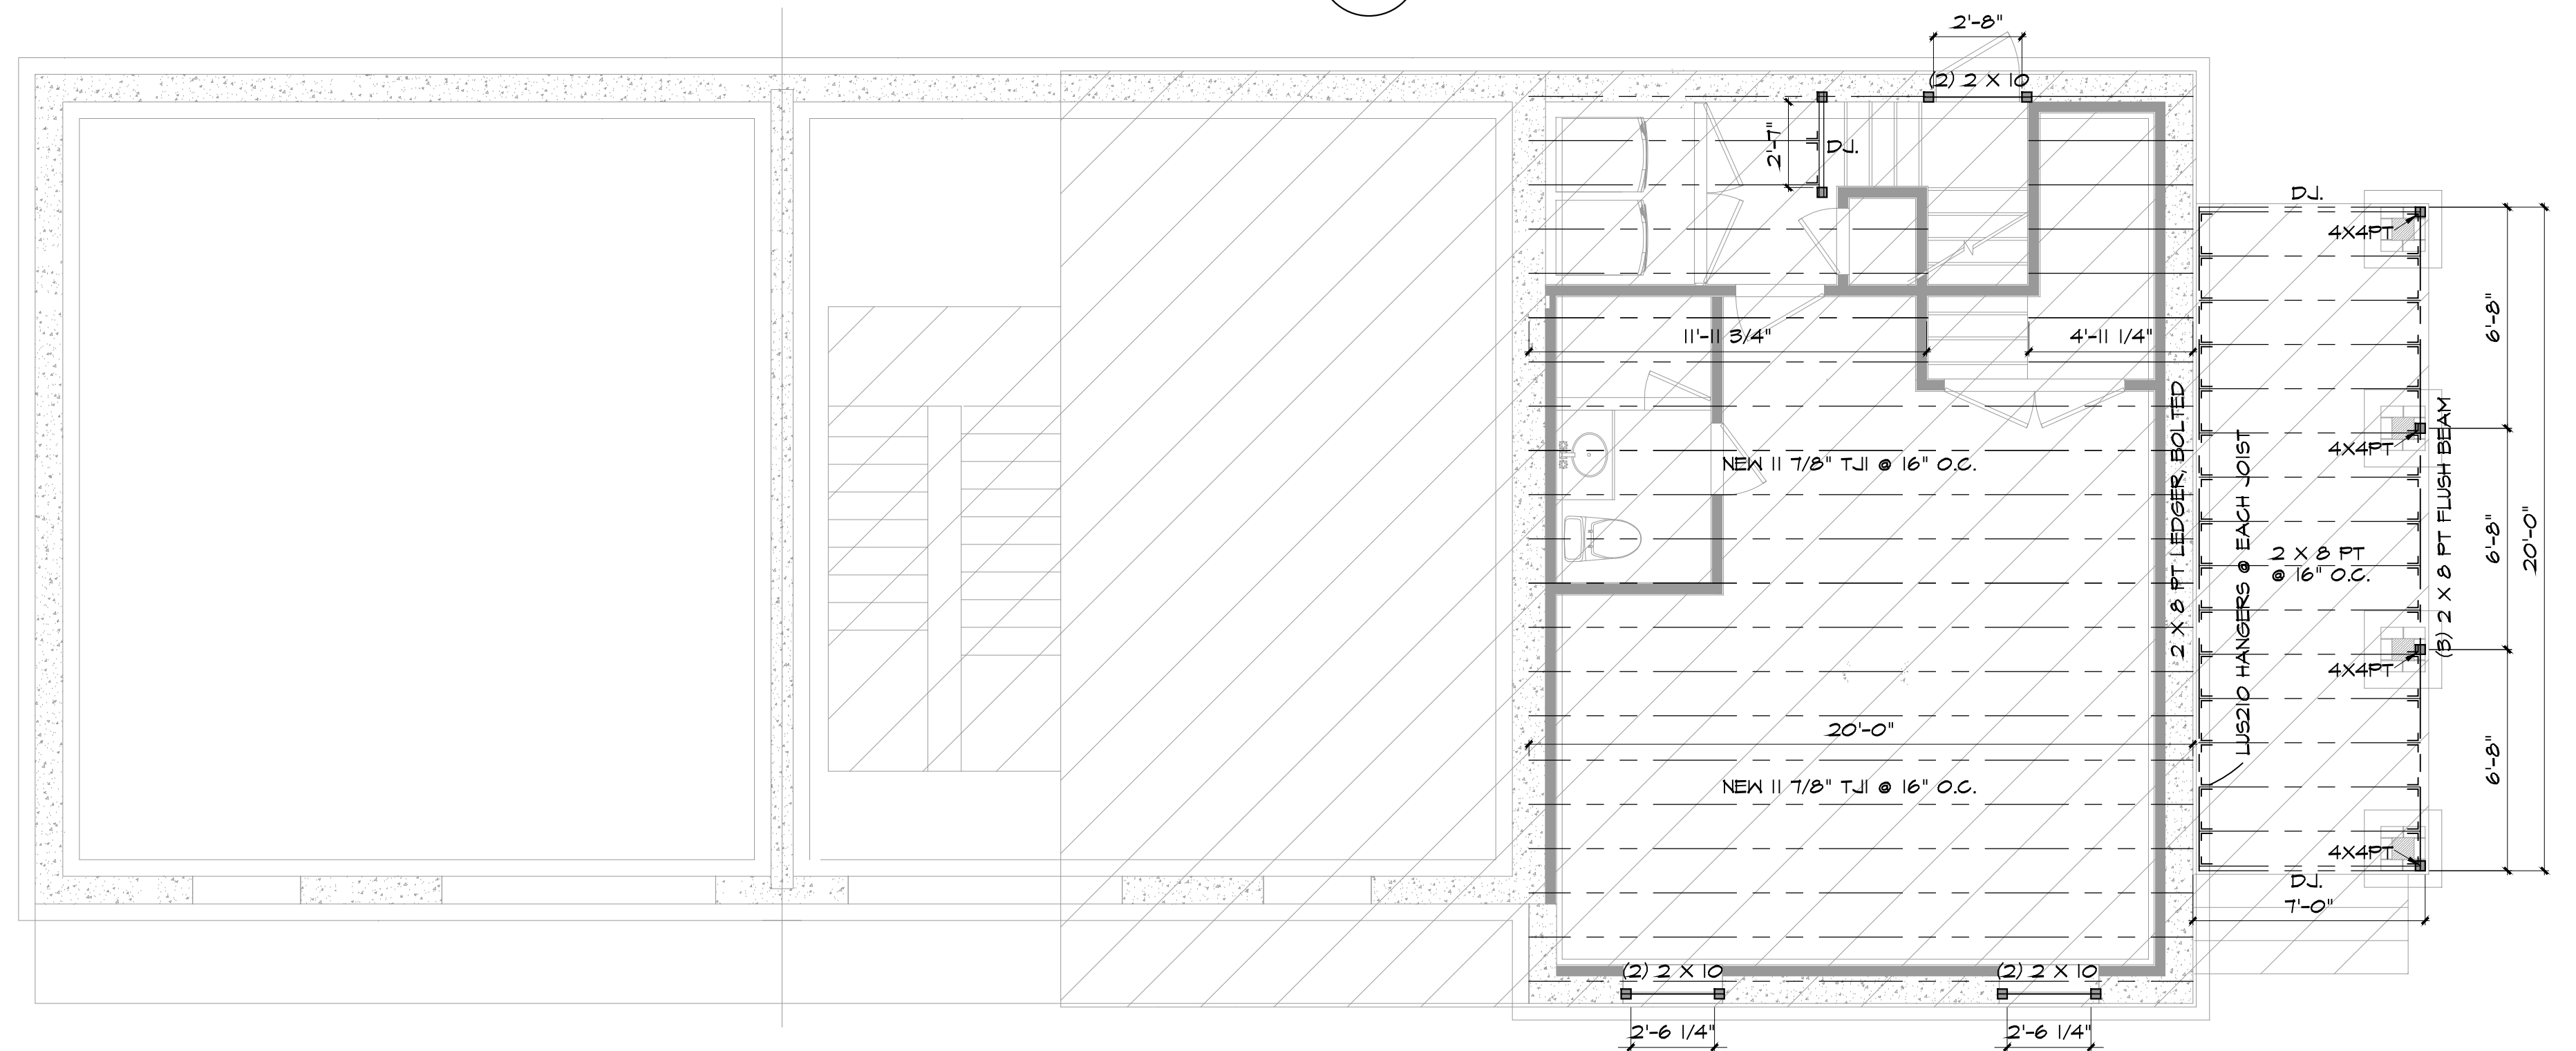 2'-8"
(2) 2 X 10
2'-7"
D.J.
D.J.
4X4PT
6'-8"
11'-11 3/4"
4'-11 1/4"
4X4PT
NEW 11 7/8" TJI @ 16" O.C.
2 X 8 PT LEDGER, BOLTED
LUS210 HANGERS @ EACH JOIST
2 X 8 PT
@ 16" O.C.
(3) 2 X 8 PT FLUSH BEAM
6'-8"
20'-0"
4X4PT
20'-0"
NEW 11 7/8" TJI @ 16" O.C.
6'-8"
4X4PT
D.J.
7'-0"
(2) 2 X 10
(2) 2 X 10
2'-6 1/4"
2'-6 1/4"